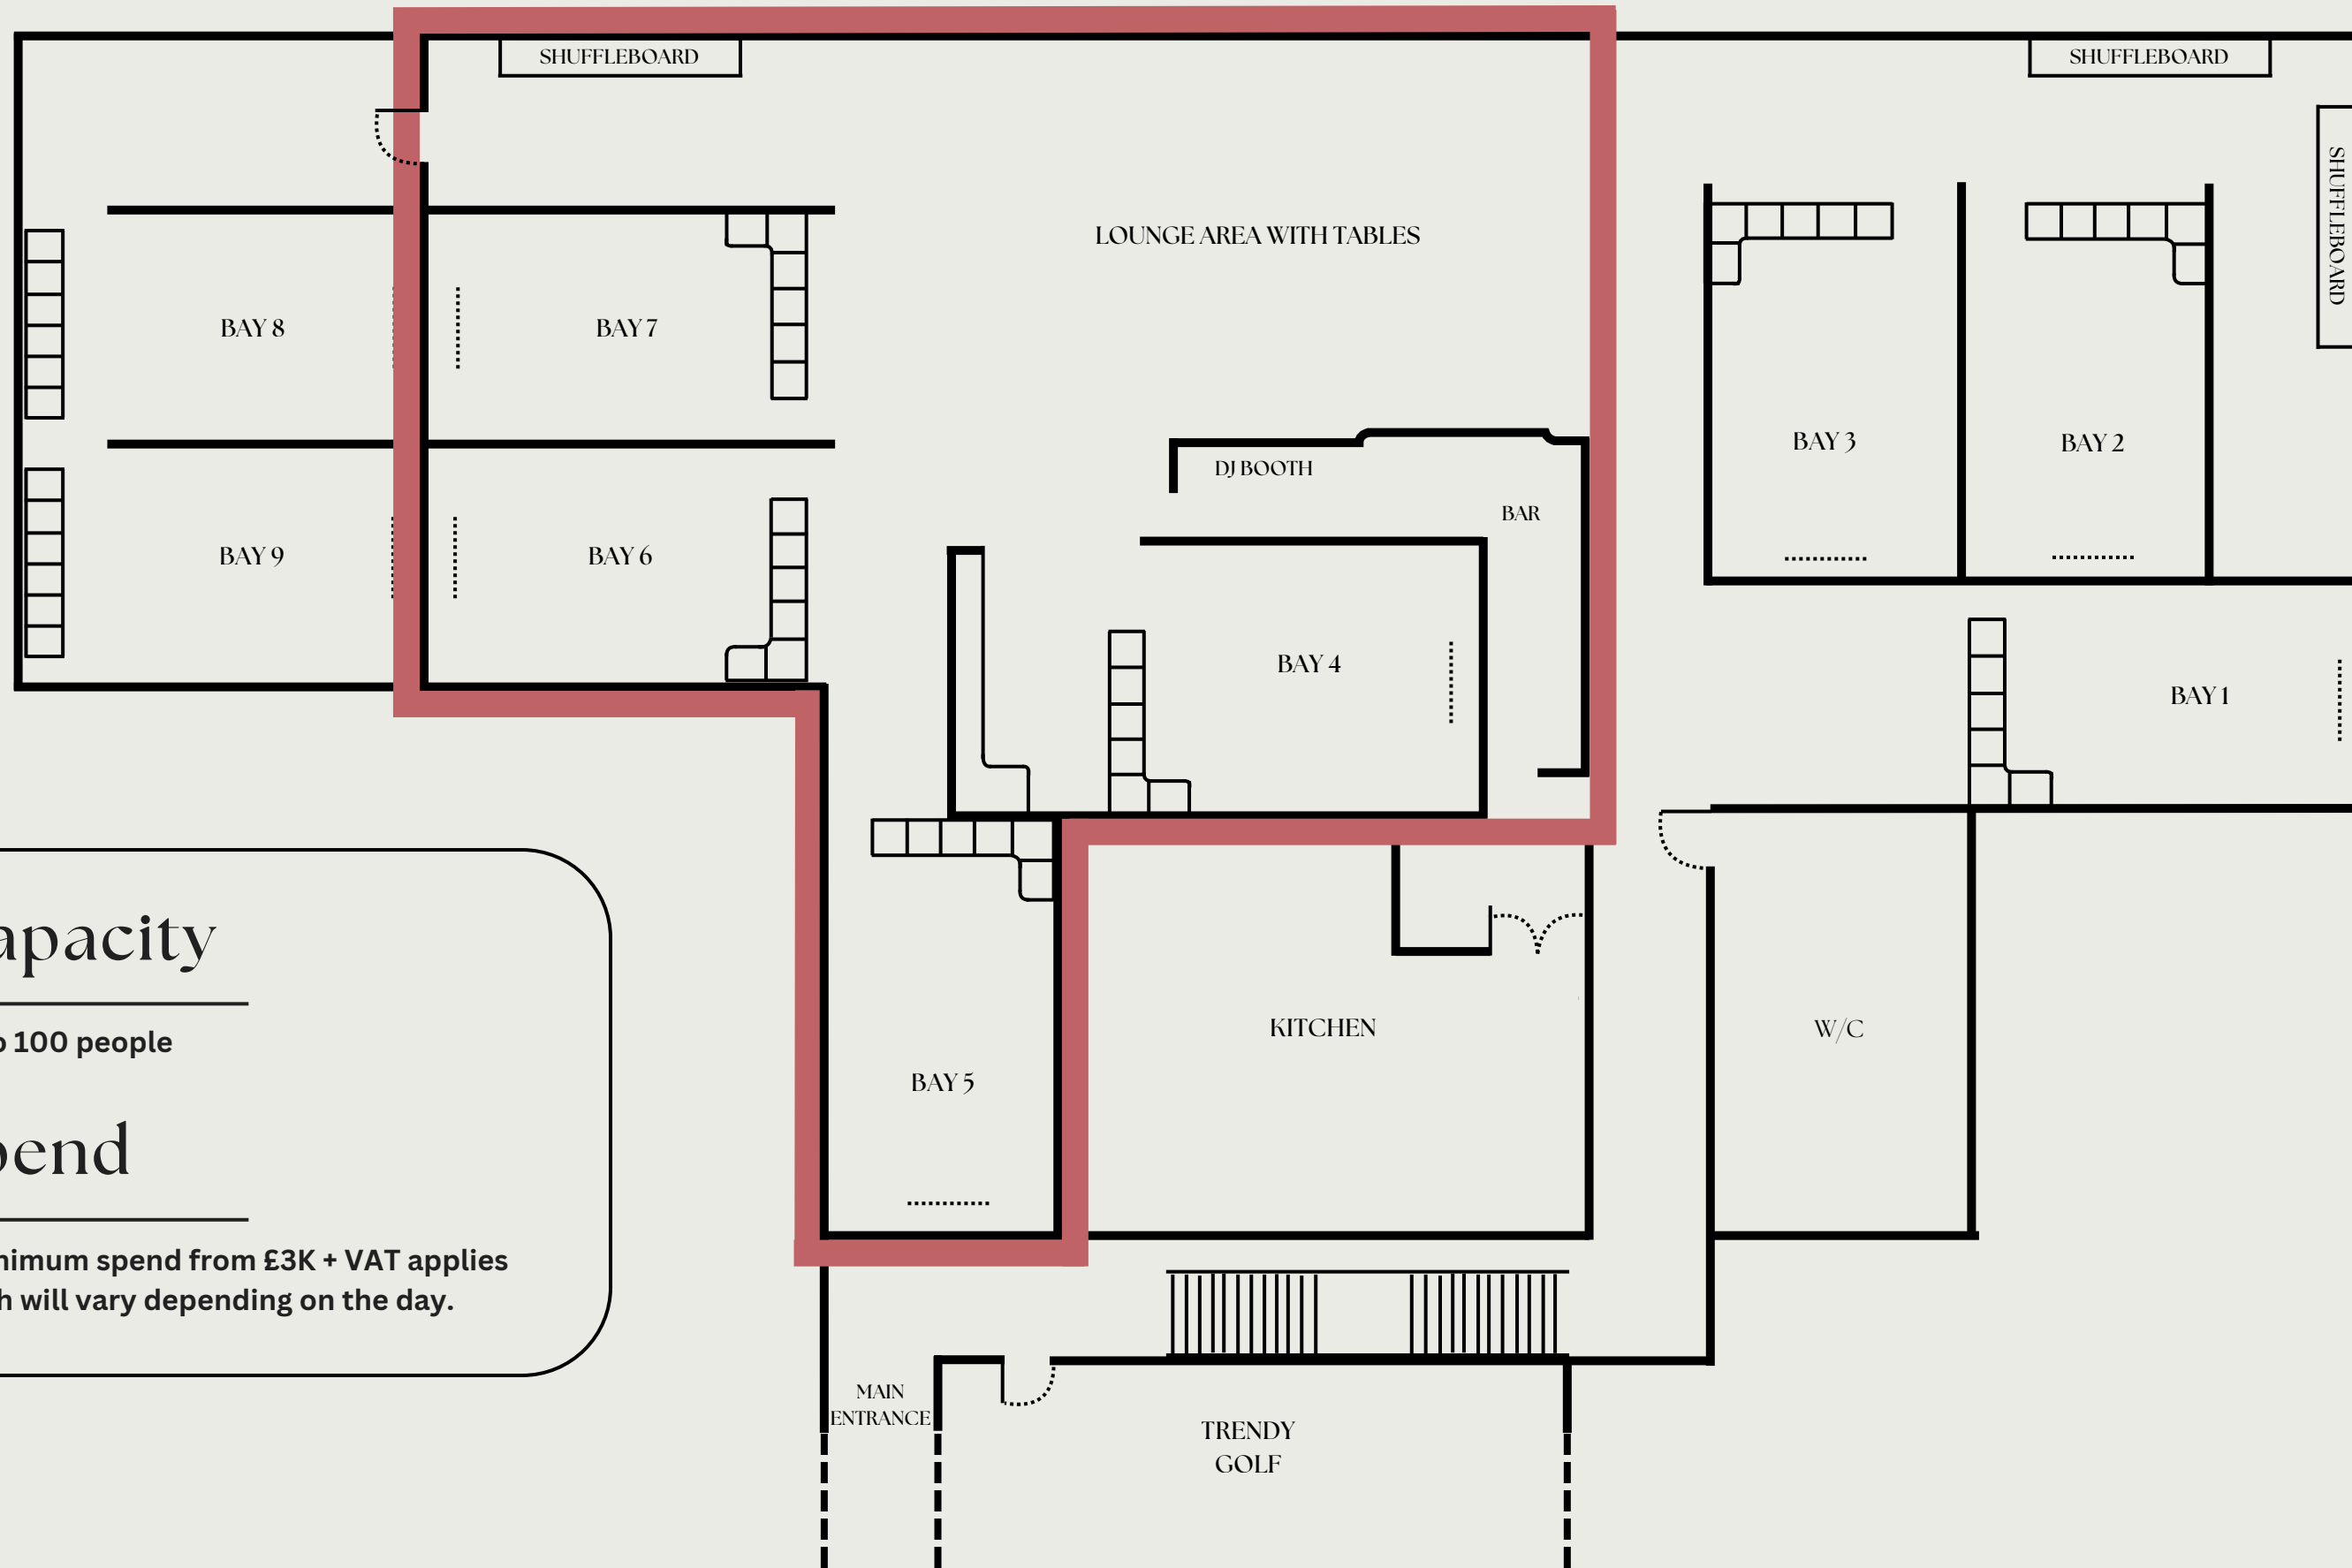 SHUFFLEBOARD
SHUFFLEBOARD
SHUFFLEBOARD
LOUNGE AREA WITH TABLES
BAY 8
BAY 7
BAY 3
BAY 2
DJ BOOTH
BAR
BAY 9
BAY 6
BAY 4
BAY 1
apacity
100 people
KITCHEN
W/C
BAY 5
pend
nimum spend from £3K + VAT applies
h will vary depending on the day.
MAIN
ENTRANCE
TRENDY
GOLF